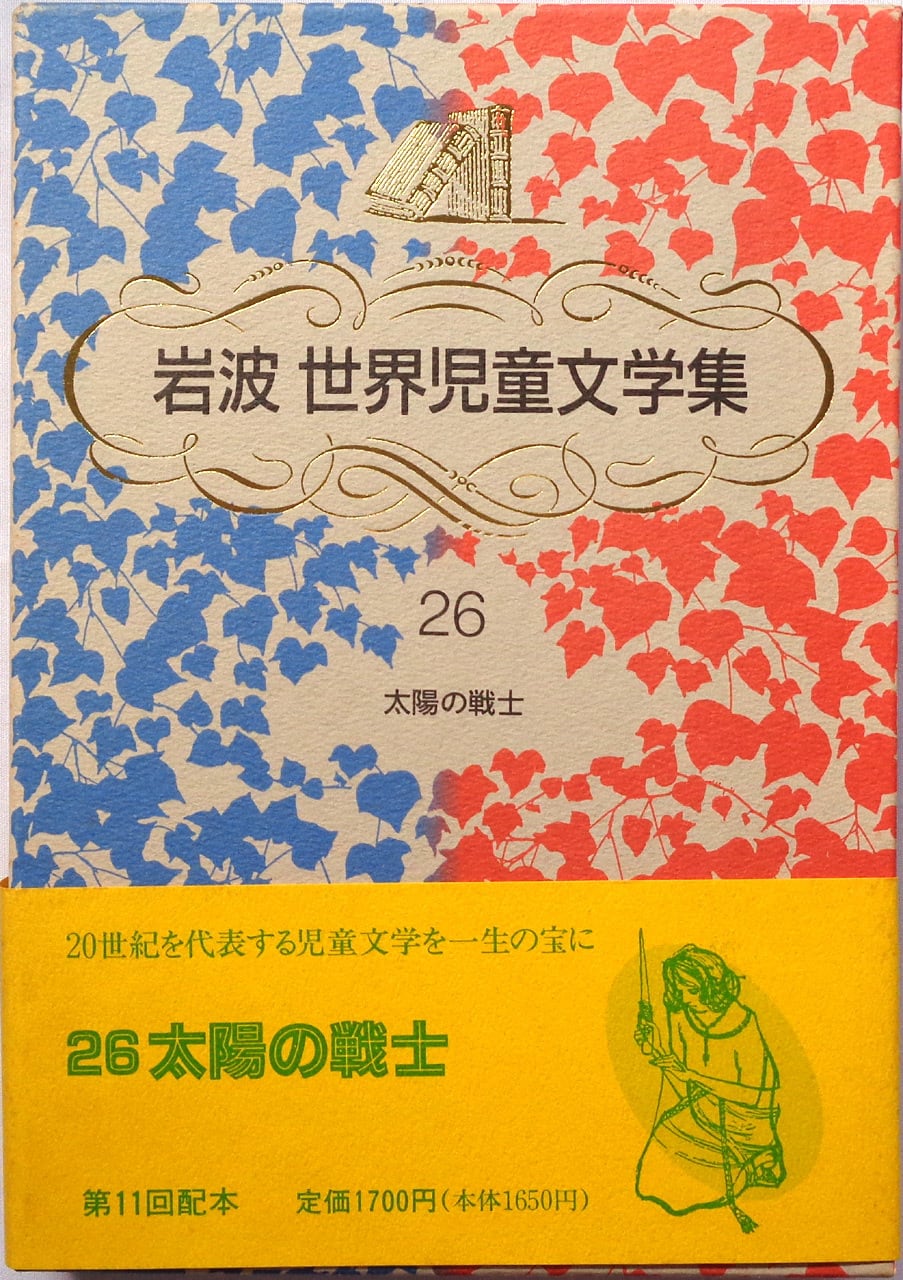 岩波 世界児童文学集
26
太陽の戦士
20世紀を代表する児童文学を一生の宝に
26太陽の戦士
第11回配本 定価1700円(本体1650円)